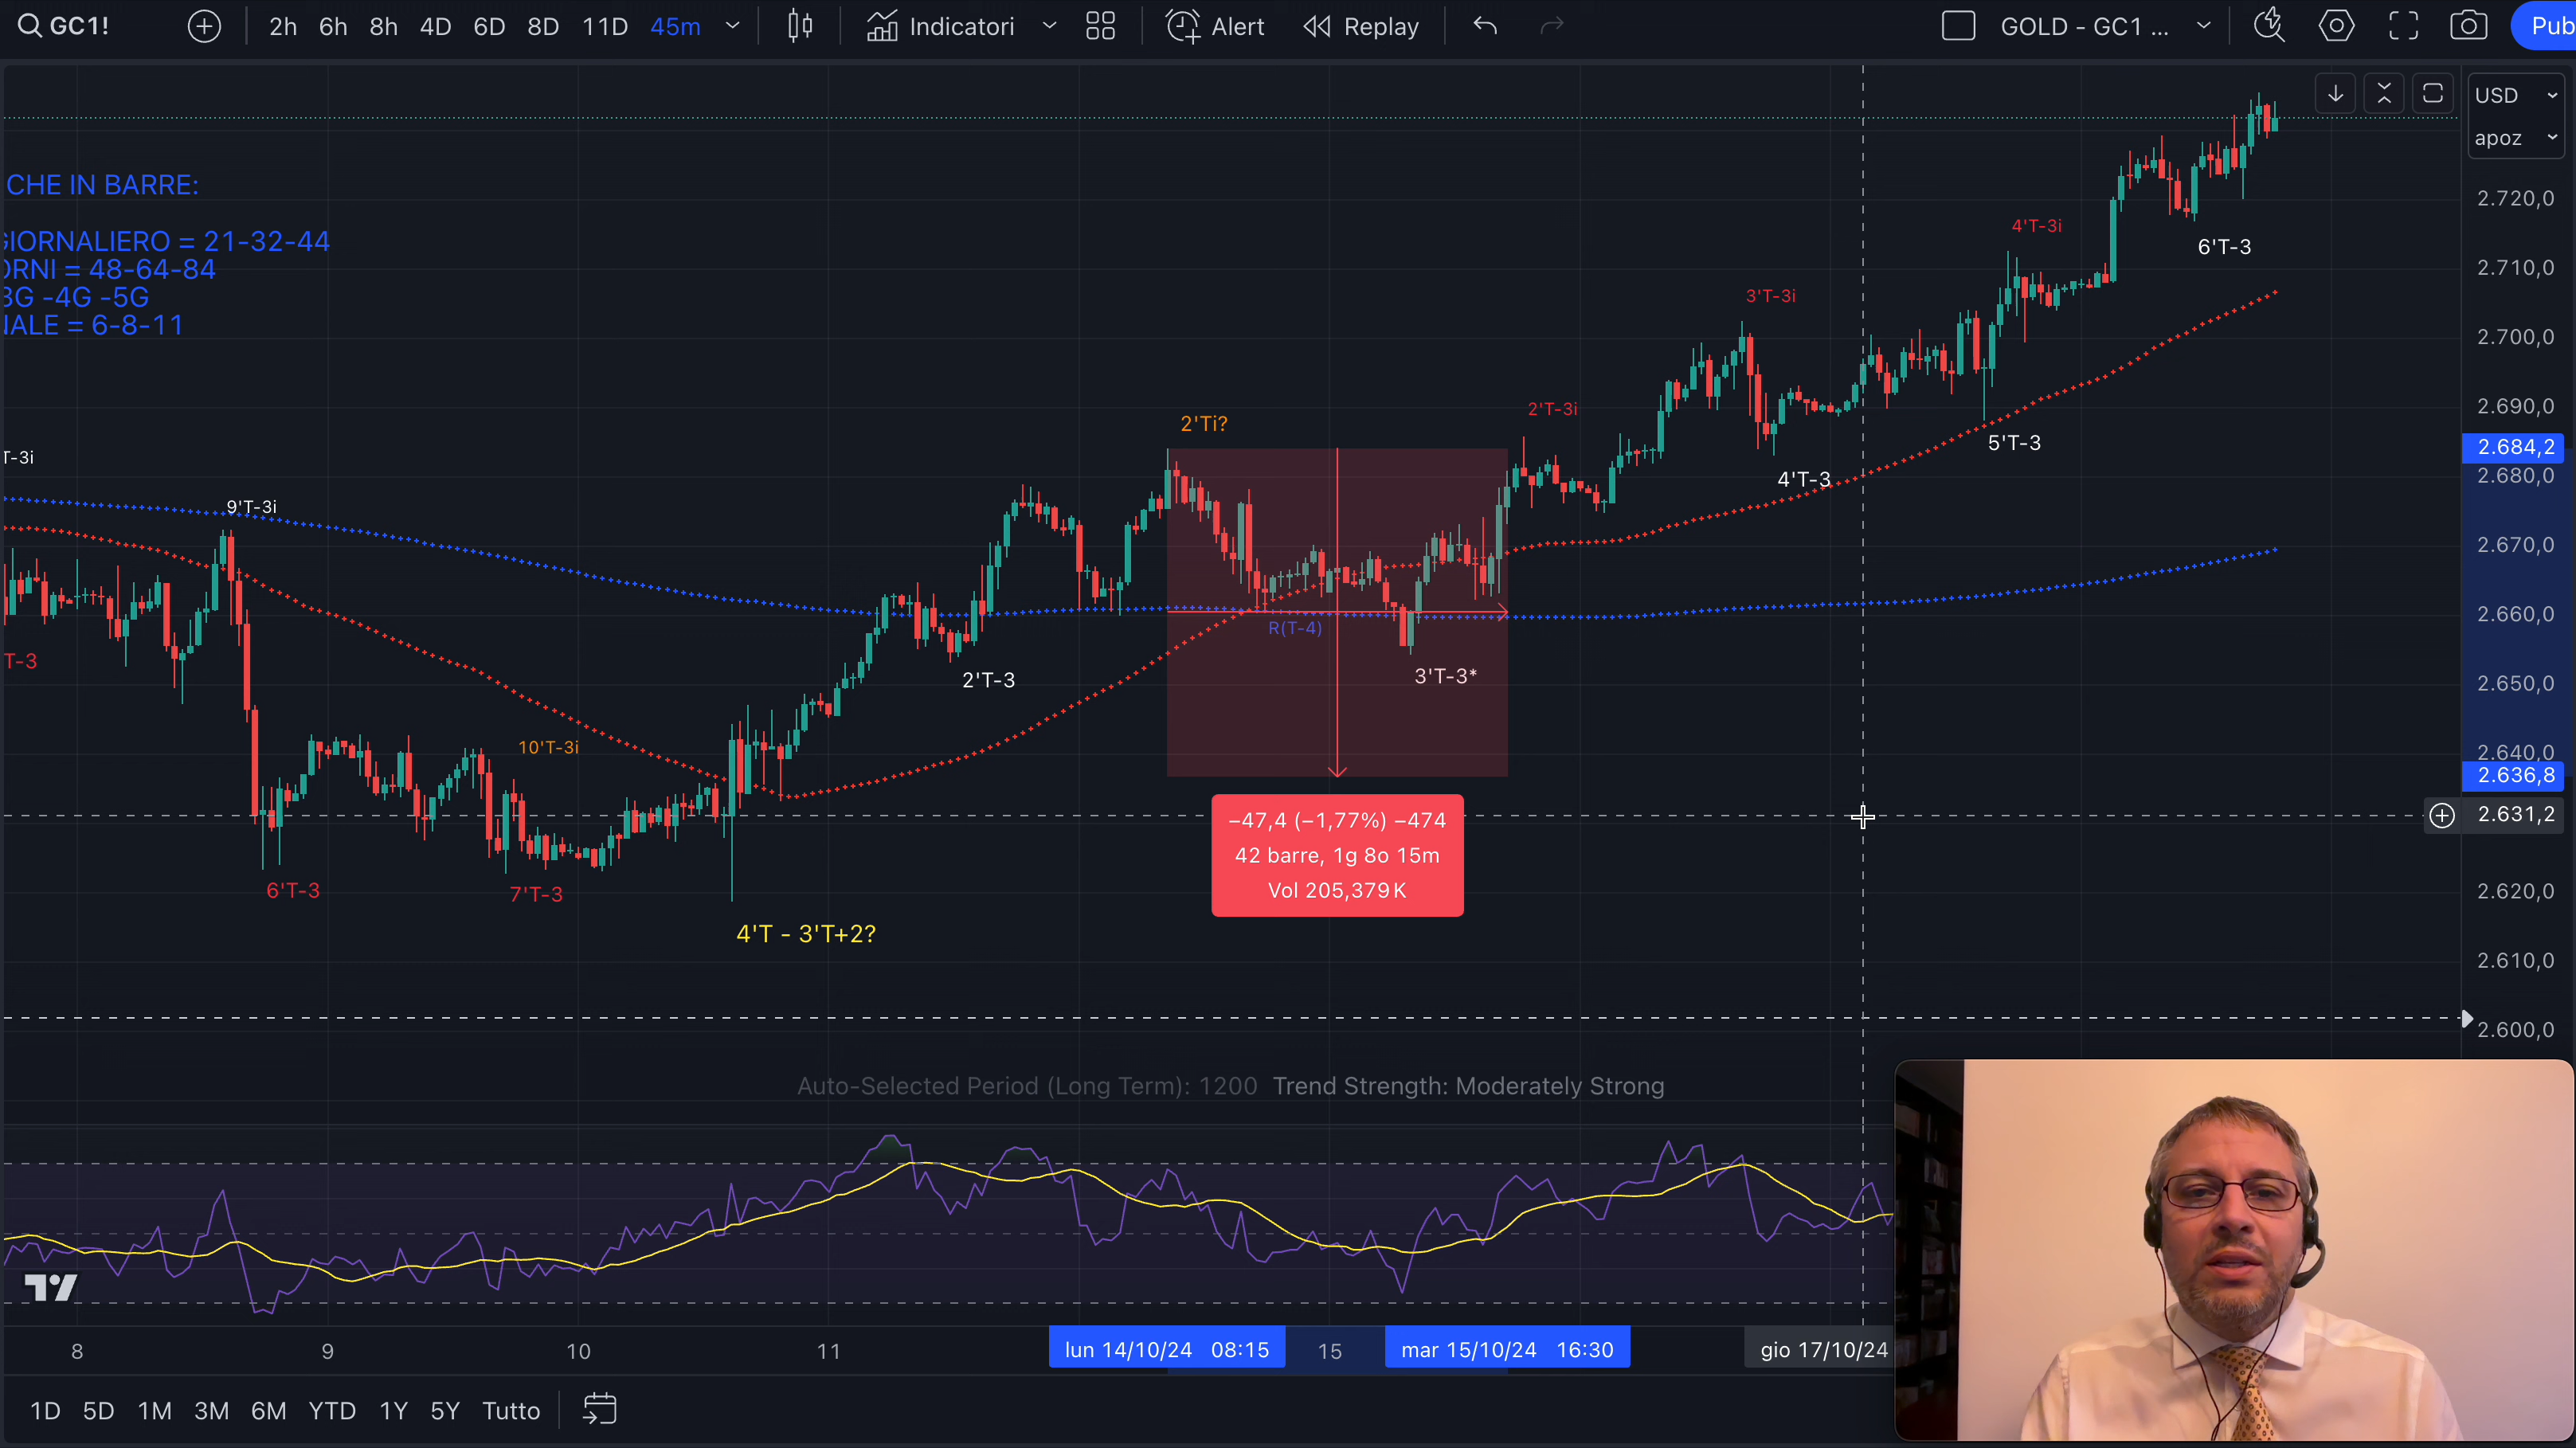 GC1!
2h 6h 8h 4D 6D 8D 11D 45m
Indicatori
Alert
Replay
GOLD - GC1 ...
Pub
USD
apoz
CHE IN BARRE:
GIORNALIERO = 21-32-44
ORNI = 48-64-84
3G -4G -5G
NALE = 6-8-11
2.720,0
2.710,0
2.700,0
2.690,0
2.684,2
2.680,0
2.670,0
2.660,0
2.650,0
2.640,0
2.636,8
2.631,2
2.620,0
2.610,0
2.600,0
T-3i
9'T-3i
T-3
6'T-3
10'T-3i
7'T-3
4'T - 3'T+2?
2'T-3
2'Ti?
R(T-4)
3'T-3*
2'T-3i
3'T-3i
4'T-3
4'T-3i
5'T-3
6'T-3
−47,4 (−1,77%) −474
42 barre, 1g 8o 15m
Vol 205,379 K
Auto-Selected Period (Long Term): 1200 Trend Strength: Moderately Strong
8 9 10 11 lun 14/10/24 08:15 15 mar 15/10/24 16:30 gio 17/10/24
1D 5D 1M 3M 6M YTD 1Y 5Y Tutto